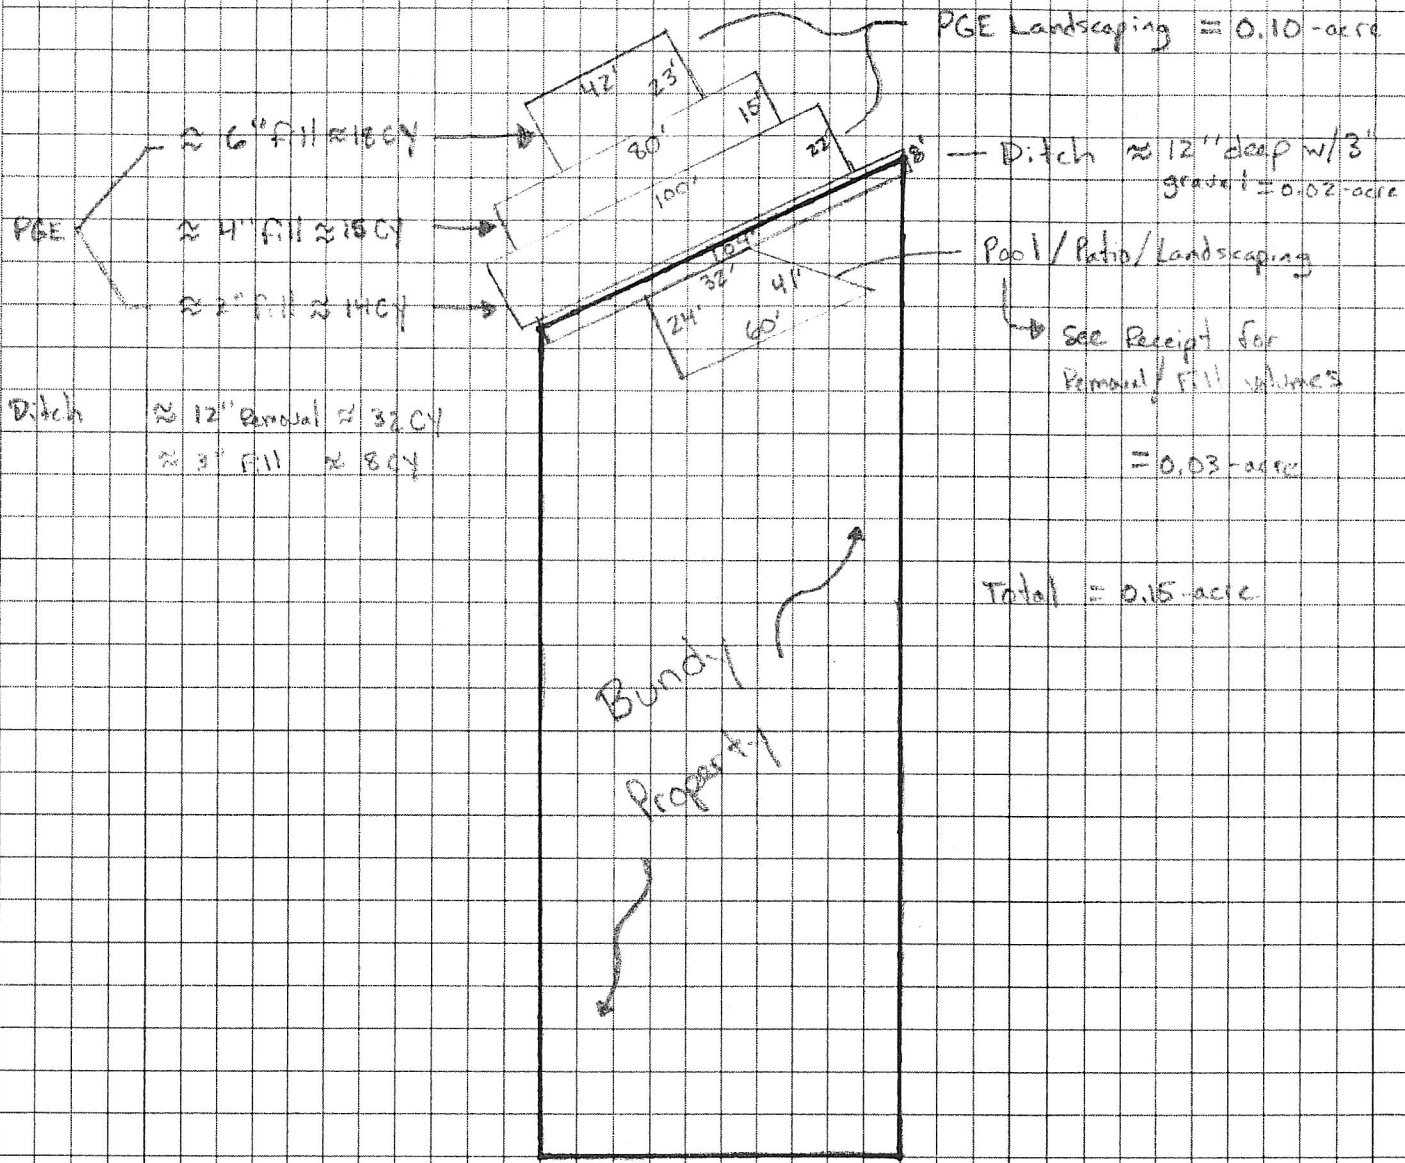 PGE Landscaping = 0.10-acre
42'
23'
15'
≈ 6" fill ≈ 18 CY
80'
22'
8'
Ditch ≈ 12" deep w/3"
gravel = 0.02-acre
100'
PGE
≈ 4" fill ≈ 15 CY
104'
Pool / Patio / Landscaping
32'
41'
≈ 2" fill ≈ 14 CY
24'
60'
See Receipt for
Removal / Fill volumes
Ditch ≈ 12" Removal ≈ 32 CY
≈ 3" Fill ≈ 8 CY
= 0.03-acre
Total = 0.15-acre
Bundy
Property